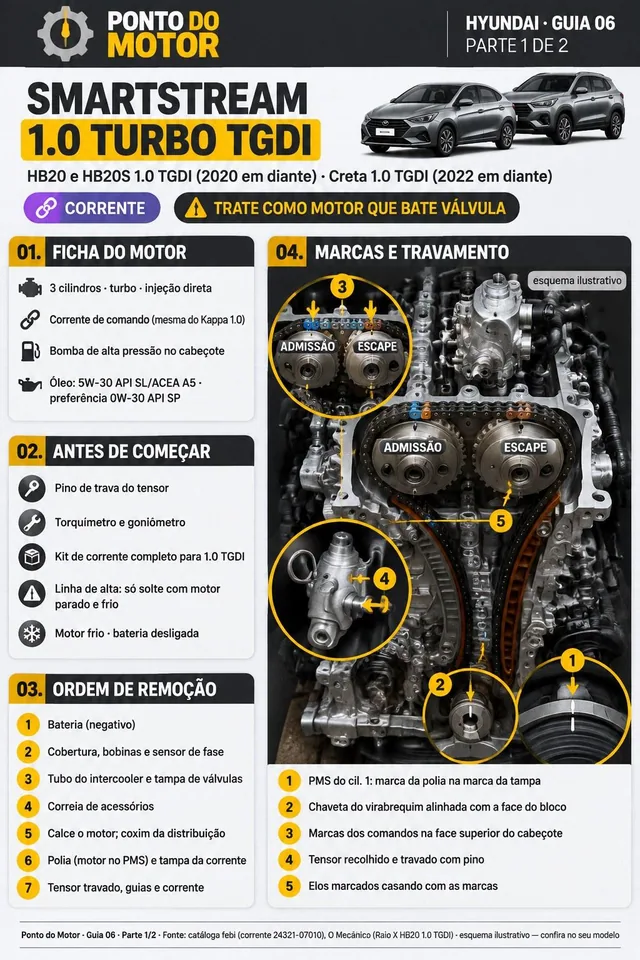 PONTO DO
MOTOR
HYUNDAI · GUIA 06
PARTE 1 DE 2
SMARTSTREAM
1.0 TURBO TGDI
HB20 e HB20S 1.0 TGDI (2020 em diante) · Creta 1.0 TGDI (2022 em diante)
CORRENTE
TRATE COMO MOTOR QUE BATE VÁLVULA
01. FICHA DO MOTOR
3 cilindros · turbo · injeção direta
Corrente de comando (mesma do Kappa 1.0)
Bomba de alta pressão no cabeçote
Óleo: 5W-30 API SL/ACEA A5 ·
preferência 0W-30 API SP
02. ANTES DE COMEÇAR
Pino de trava do tensor
Torquímetro e goniômetro
Kit de corrente completo para 1.0 TGDI
Linha de alta: só solte com motor
parado e frio
Motor frio · bateria desligada
03. ORDEM DE REMOÇÃO
1 Bateria (negativo)
2 Cobertura, bobinas e sensor de fase
3 Tubo do intercooler e tampa de válvulas
4 Correia de acessórios
5 Calce o motor; coxim da distribuição
6 Polia (motor no PMS) e tampa da corrente
7 Tensor travado, guias e corrente
04. MARCAS E TRAVAMENTO
esquema ilustrativo
3
ADMISSÃO
ESCAPE
ADMISSÃO
ESCAPE
5
4
2
1
1 PMS do cil. 1: marca da polia na marca da tampa
2 Chaveta do virabrequim alinhada com a face do bloco
3 Marcas dos comandos na face superior do cabeçote
4 Tensor recolhido e travado com pino
5 Elos marcados casando com as marcas
Ponto do Motor · Guia 06 · Parte 1/2 · Fonte: catáloga febi (corrente 24321-07010), O Mecânico (Raio X HB20 1.0 TGDI) · esquema ilustrativo — confira no seu modelo